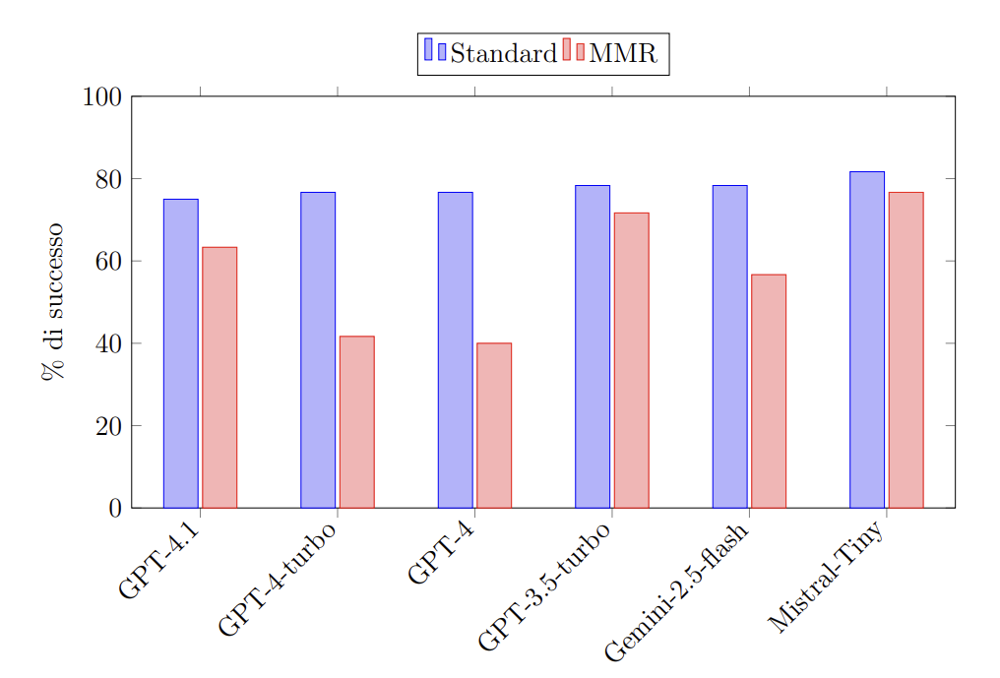 Standard MMR
100
80
60
40
20
0
% di successo
GPT-4.1
GPT-4-turbo
GPT-4
GPT-3.5-turbo
Gemini-2.5-flash
Mistral-Tiny